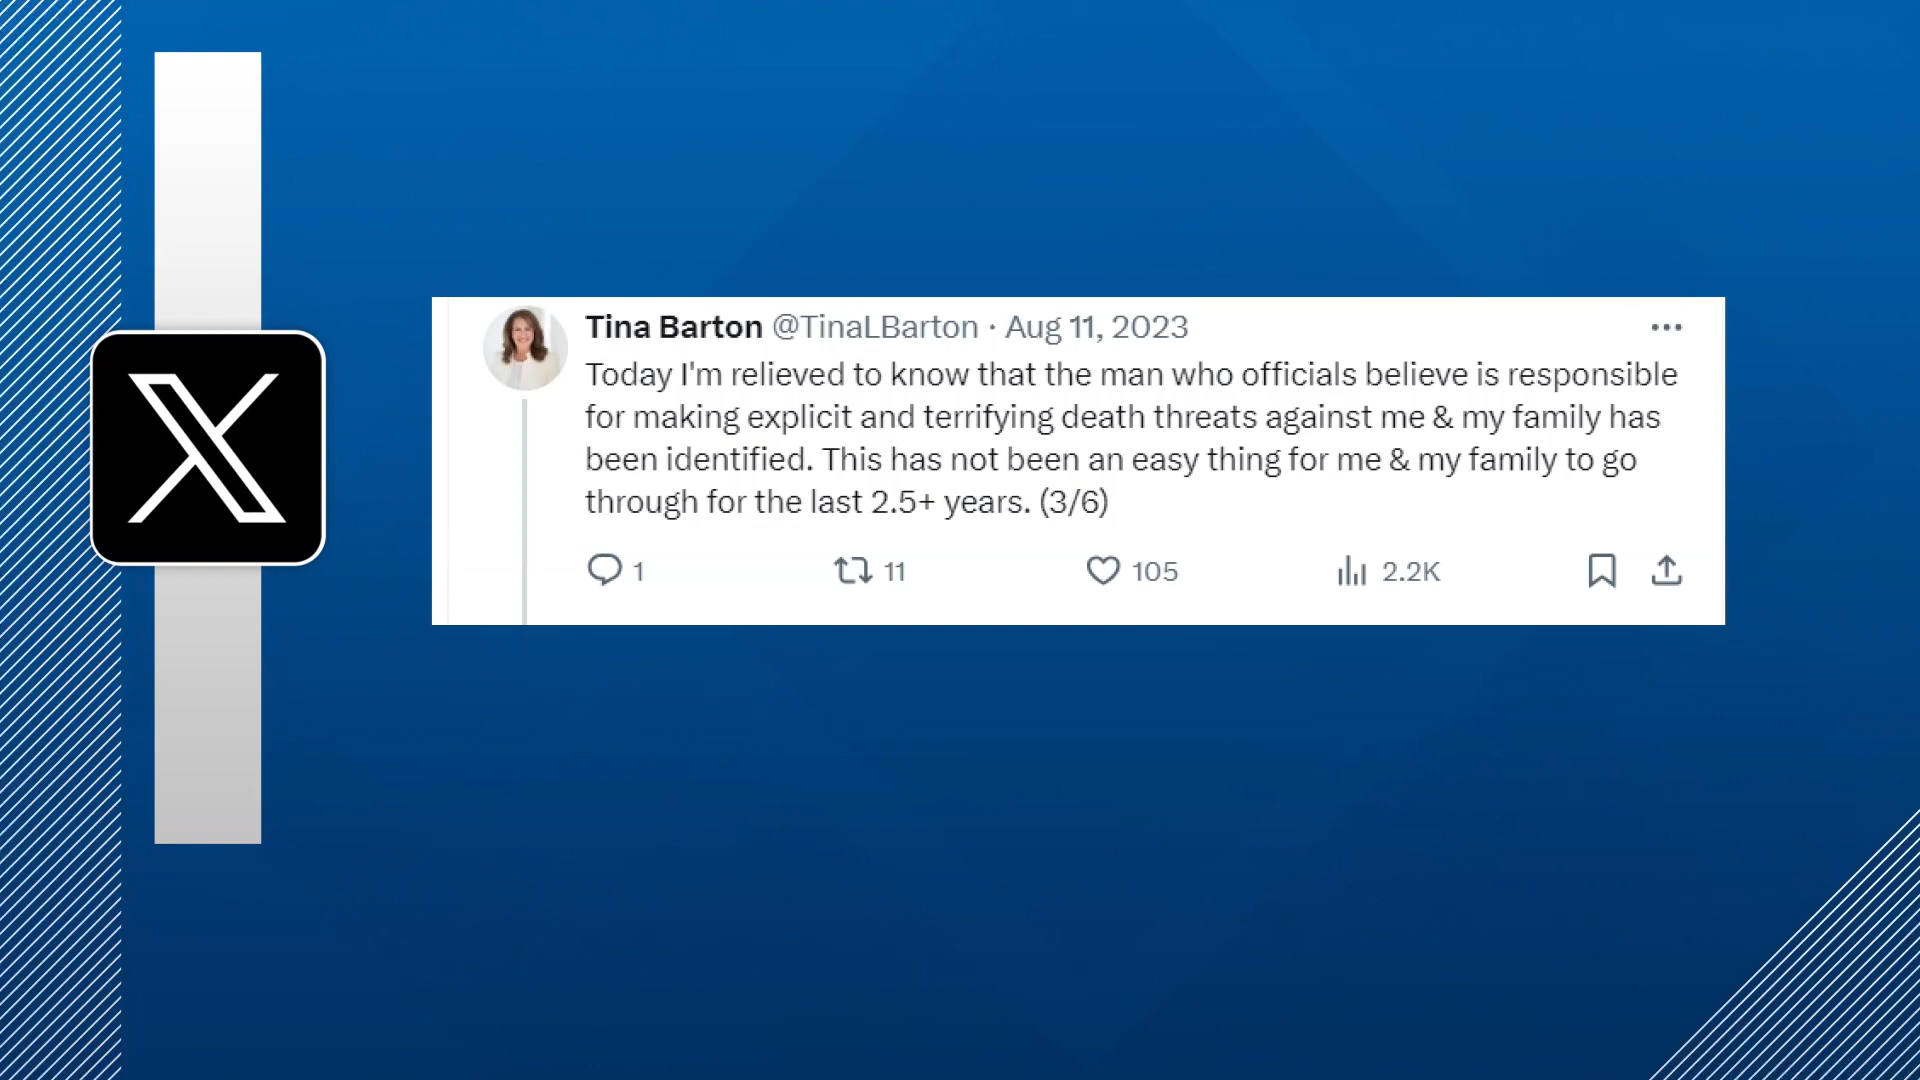 Tina Barton @TinaLBarton · Aug 11, 2023
Today I'm relieved to know that the man who officials believe is responsible
for making explicit and terrifying death threats against me & my family has
been identified. This has not been an easy thing for me & my family to go
through for the last 2.5+ years. (3/6)
1 11 105 2.2K